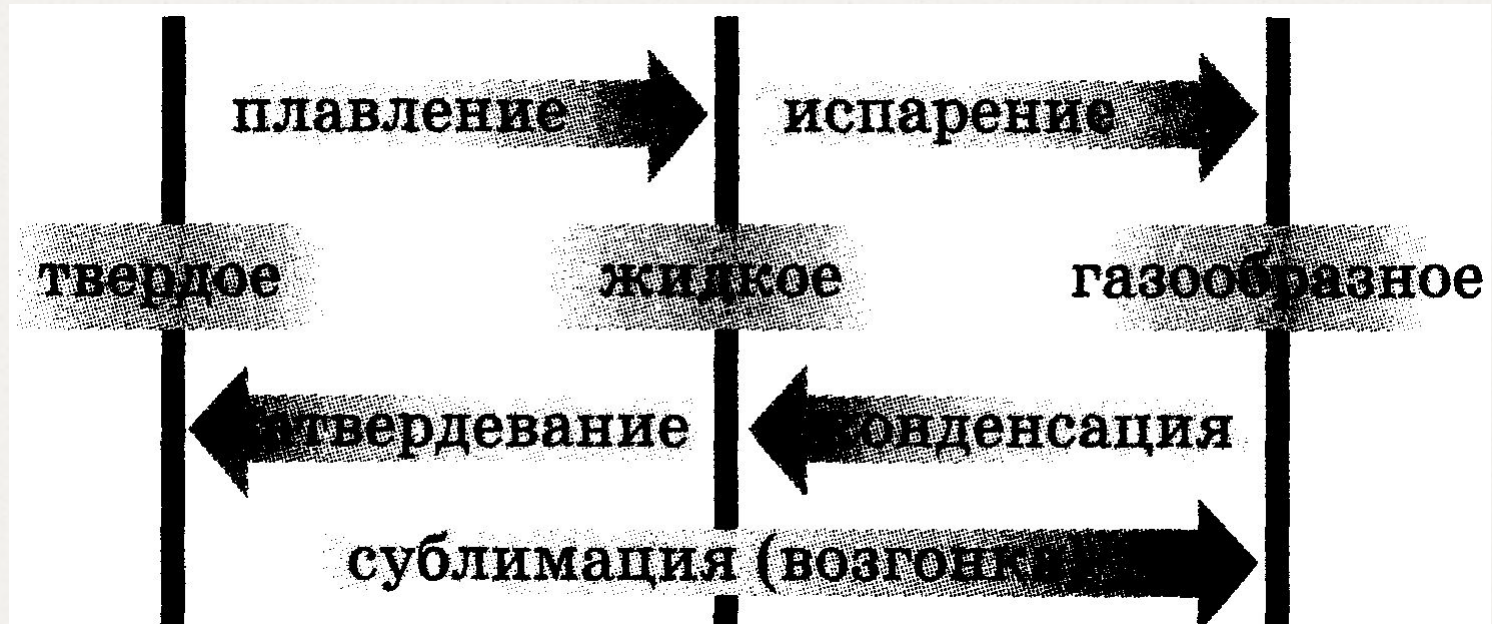 плавление испарение
твердое жидкое газообразное
затвердевание конденсация
сублимация (возгонка)